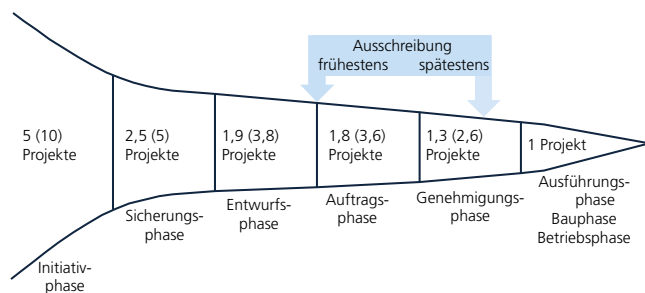 Ausschreibung
frühestens spätestens
5 (10)
Projekte
2,5 (5)
Projekte
1,9 (3,8)
Projekte
1,8 (3,6)
Projekte
1,3 (2,6)
Projekte
1 Projekt
Initiativ-
phase
Sicherungs-
phase
Entwurfs-
phase
Auftrags-
phase
Genehmigungs-
phase
Ausführungs-
phase
Bauphase
Betriebsphase